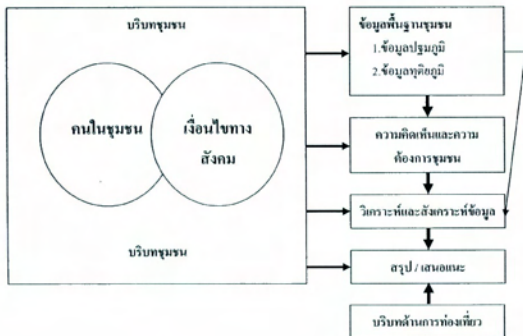 บริบทชุมชน
คนในชุมชน
เงื่อนไขทาง
สังคม
บริบทชุมชน
ข้อมูลพื้นฐานชุมชน
1.ข้อมูลปฐมภูมิ
2.ข้อมูลทุติยภูมิ
ความคิดเห็นและความ
ต้องการชุมชน
วิเคราะห์และสังเคราะห์ข้อมูล
สรุป / เสนอแนะ
บริบทด้านการท่องเที่ยว